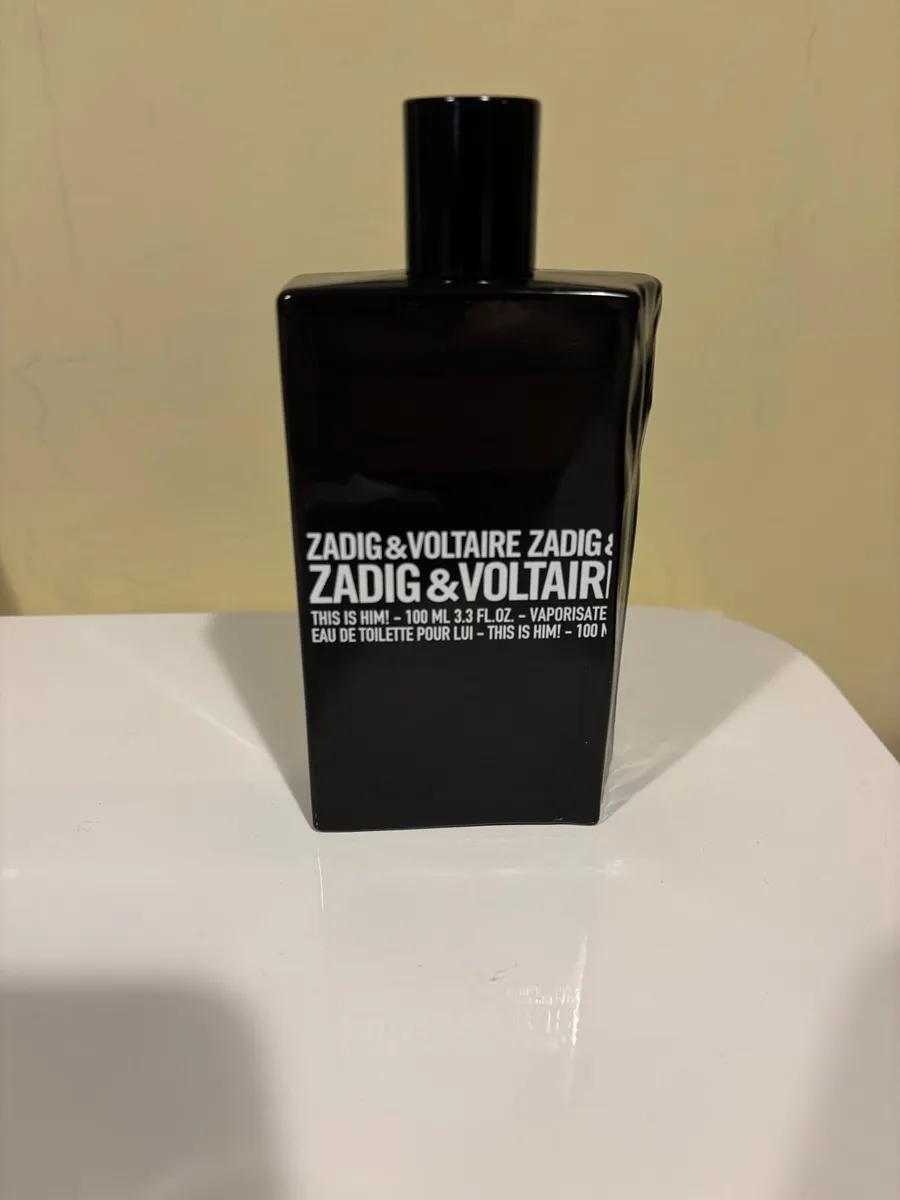 ZADIG&VOLTAIRE ZADIG &
ZADIG&VOLTAIR
THIS IS HIM! – 100 ML 3.3 FL.OZ. – VAPORISATE
EAU DE TOILETTE POUR LUI – THIS IS HIM! – 100 M